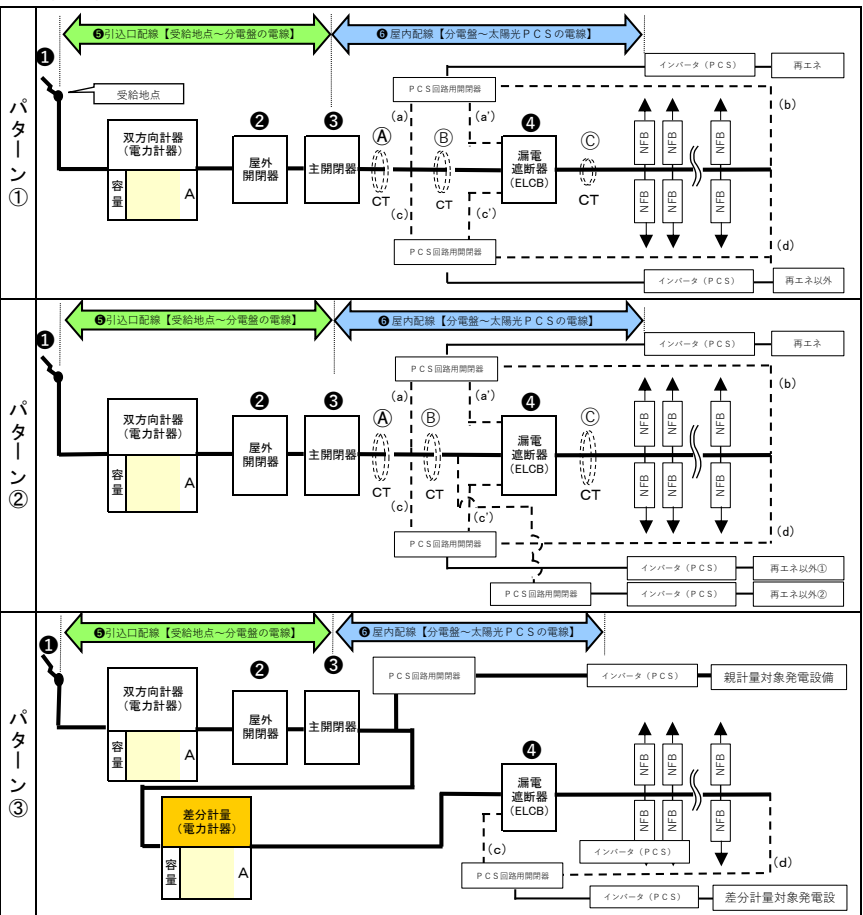 パターン①
❺引込口配線【受給地点～分電盤の電線】
❻屋内配線【分電盤～太陽光PCSの電線】
❶
受給地点
インバータ（PCS）
再エネ
PCS回路用開閉器
(a)
(a')
(b)
双方向計器
（電力計器）
容量
A
❷
屋外
開閉器
❸
主開閉器
Ⓐ
CT
Ⓑ
CT
❹
漏電
遮断器
(ELCB)
Ⓒ
CT
NFB
NFB
NFB
NFB
NFB
NFB
(c)
(c')
(d)
PCS回路用開閉器
インバータ（PCS）
再エネ以外
パターン②
❺引込口配線【受給地点～分電盤の電線】
❻屋内配線【分電盤～太陽光PCSの電線】
❶
インバータ（PCS）
再エネ
PCS回路用開閉器
(a)
(a')
(b)
双方向計器
（電力計器）
容量
A
❷
屋外
開閉器
❸
主開閉器
Ⓐ
CT
Ⓑ
CT
❹
漏電
遮断器
(ELCB)
Ⓒ
CT
NFB
NFB
NFB
NFB
NFB
NFB
(c)
(c')
(d)
PCS回路用開閉器
インバータ（PCS）
再エネ以外①
PCS回路用開閉器
インバータ（PCS）
再エネ以外②
パターン③
❺引込口配線【受給地点～分電盤の電線】
❻屋内配線【分電盤～太陽光PCSの電線】
❶
PCS回路用開閉器
インバータ（PCS）
親計量対象発電設備
双方向計器
（電力計器）
容量
A
❷
屋外
開閉器
❸
主開閉器
❹
漏電
遮断器
(ELCB)
NFB
NFB
NFB
NFB
NFB
NFB
差分計量
（電力計器）
容量
A
(c)
インバータ（PCS）
(d)
PCS回路用開閉器
インバータ（PCS）
差分計量対象発電設